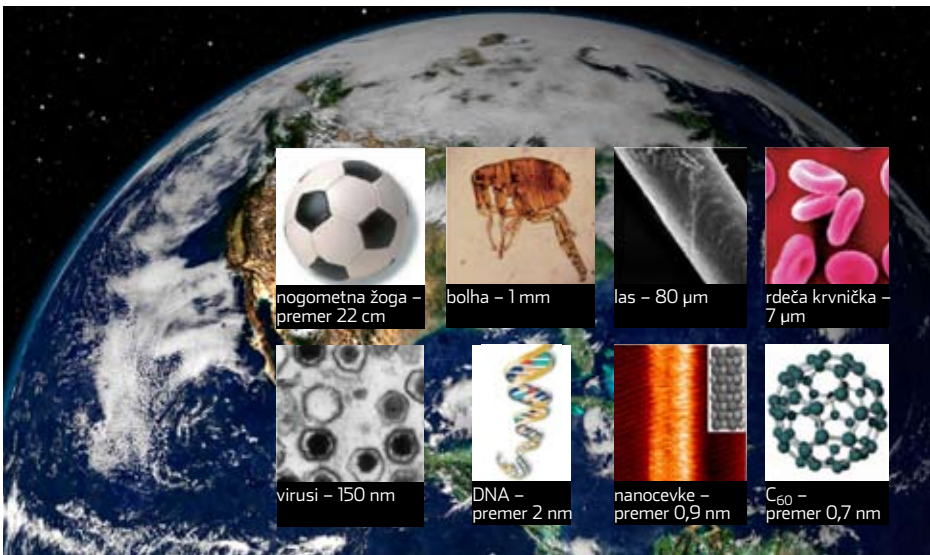 nogometna žoga –
premer 22 cm
bolha – 1 mm
las – 80 µm
rdeča krvnička –
7 µm
virusi – 150 nm
DNA –
premer 2 nm
nanocevke –
premer 0,9 nm
C₆₀ –
premer 0,7 nm